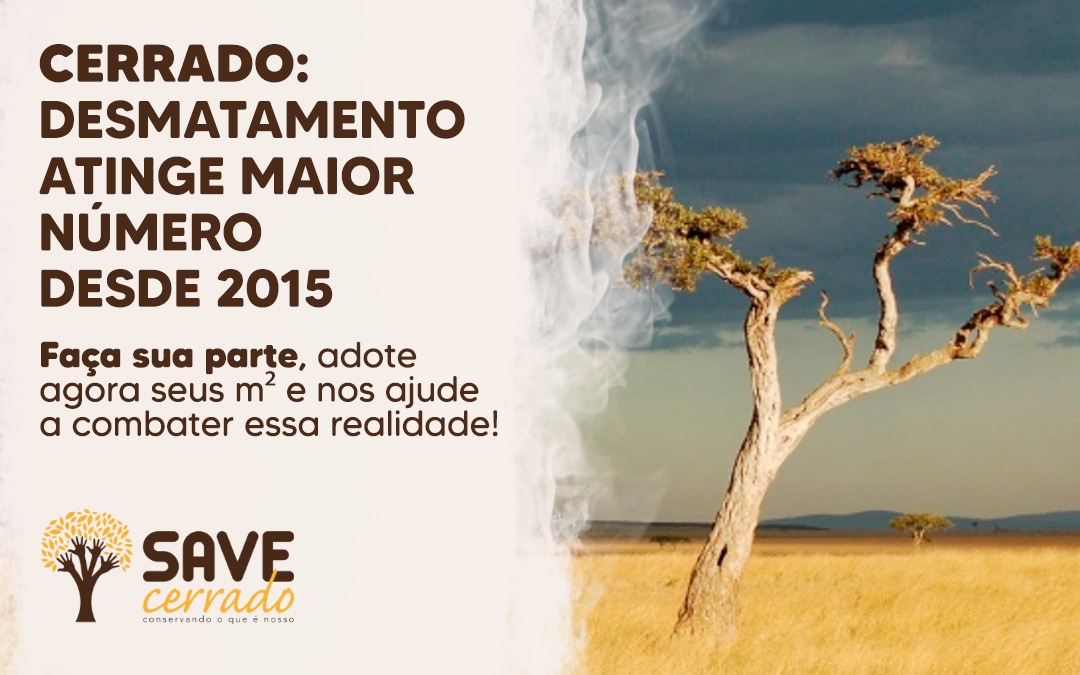 CERRADO:
DESMATAMENTO
ATINGE MAIOR
NÚMERO
DESDE 2015
Faça sua parte, adote
agora seus m² e nos ajude
a combater essa realidade!
SAVE
cerrado
conservando o que é nosso